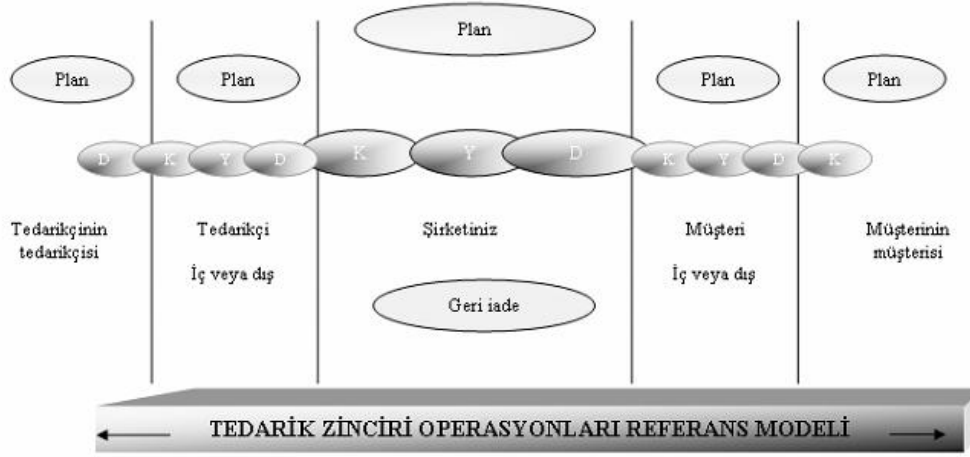 Plan
Plan
Plan
Plan
Plan
D K Y D K Y D K Y D K
Tedarikçinin
tedarikçisi
Tedarikçi
İç veya dış
Şirketiniz
Müşteri
İç veya dış
Müşterinin
müşterisi
Geri iade
TEDARİK ZİNCİRİ OPERASYONLARI REFERANS MODELİ